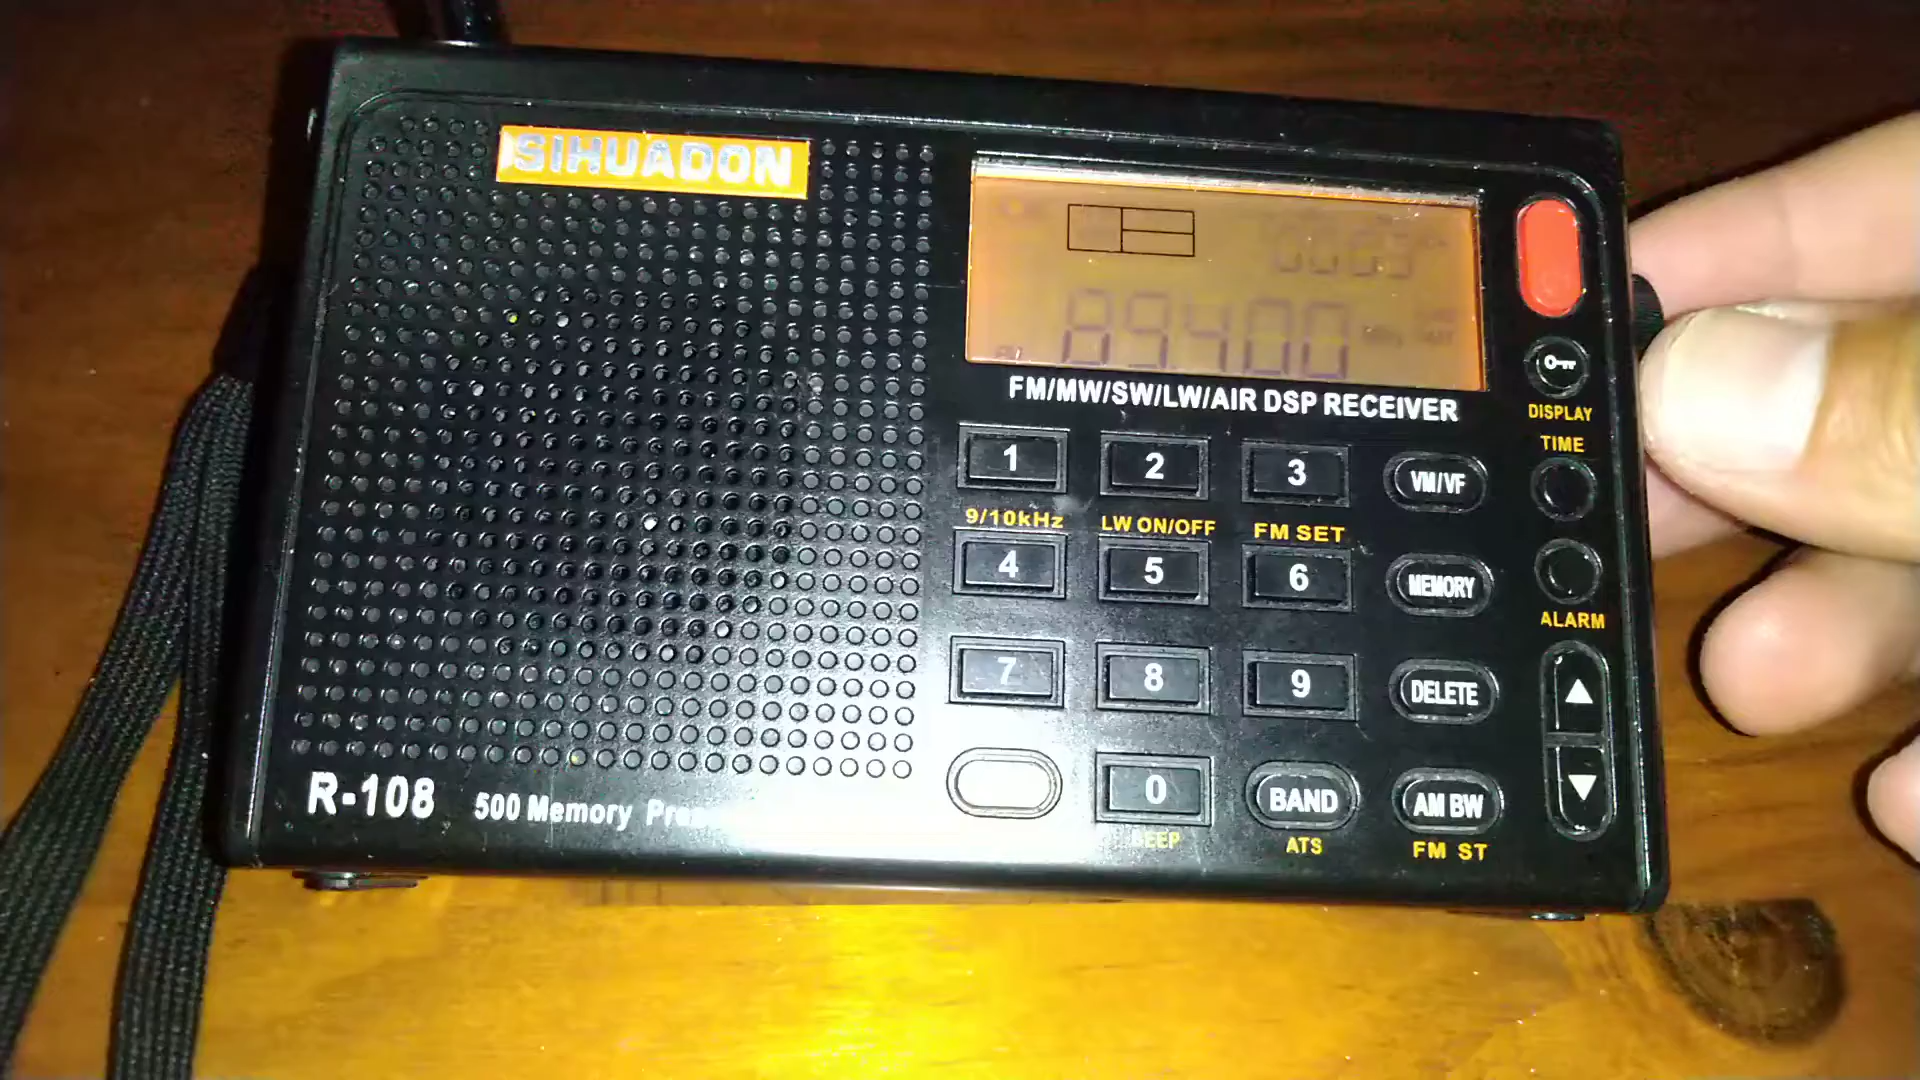 SIHUADON
89.400
FM/MW/SW/LW/AIR DSP RECEIVER
DISPLAY
TIME
1
2
3
VM/VF
9/10kHz
LW ON/OFF
FM SET
4
5
6
MEMORY
ALARM
7
8
9
DELETE
R-108
500 Memory
0
BAND
AM BW
ATS
FM ST